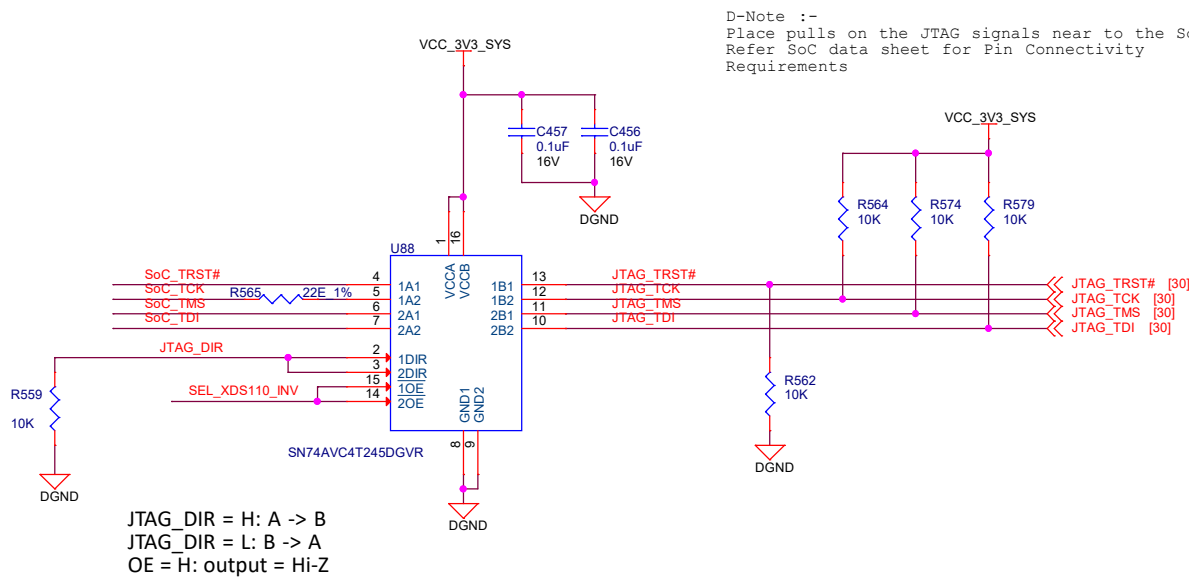 D-Note :-
Place pulls on the JTAG signals near to the
Refer SoC data sheet for Pin Connectivity
Requirements
VCC_3V3_SYS
C457
0.1uF
16V
C456
0.1uF
16V
DGND
VCC_3V3_SYS
R564
10K
R574
10K
R579
10K
1
16
U88
VCCA
VCCB
SoC_TRST#
4
1A1
1B1
13
JTAG_TRST#
JTAG_TRST# [30]
SoC_TCK
R565
22E_1%
5
1A2
1B2
12
JTAG_TCK
JTAG_TCK [30]
SoC_TMS
6
2A1
2B1
11
JTAG_TMS
JTAG_TMS [30]
SoC_TDI
7
2A2
2B2
10
JTAG_TDI
JTAG_TDI [30]
JTAG_DIR
2
1DIR
3
2DIR
SEL_XDS110_INV
15
1OE
14
2OE
GND1
GND2
8
9
R559
10K
DGND
R562
10K
DGND
SN74AVC4T245DGVR
DGND
JTAG_DIR = H: A -> B
JTAG_DIR = L: B -> A
OE = H: output = Hi-Z